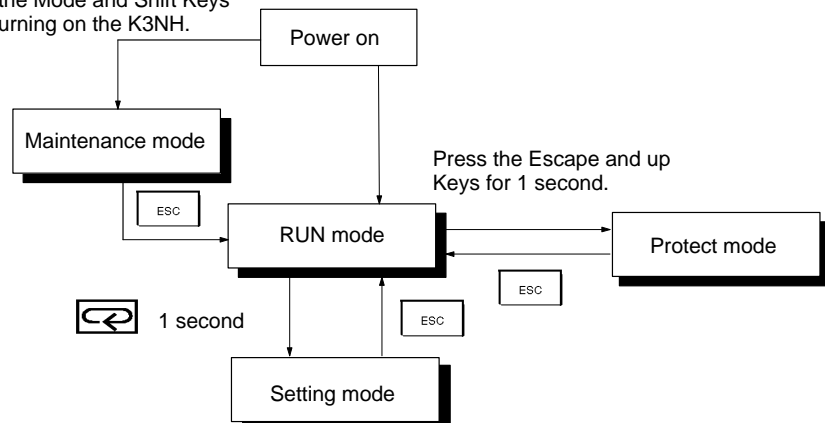 the Mode and Shift Keys
urning on the K3NH.
Power on
Maintenance mode
Press the Escape and up
Keys for 1 second.
ESC
RUN mode
Protect mode
ESC
1 second
ESC
Setting mode